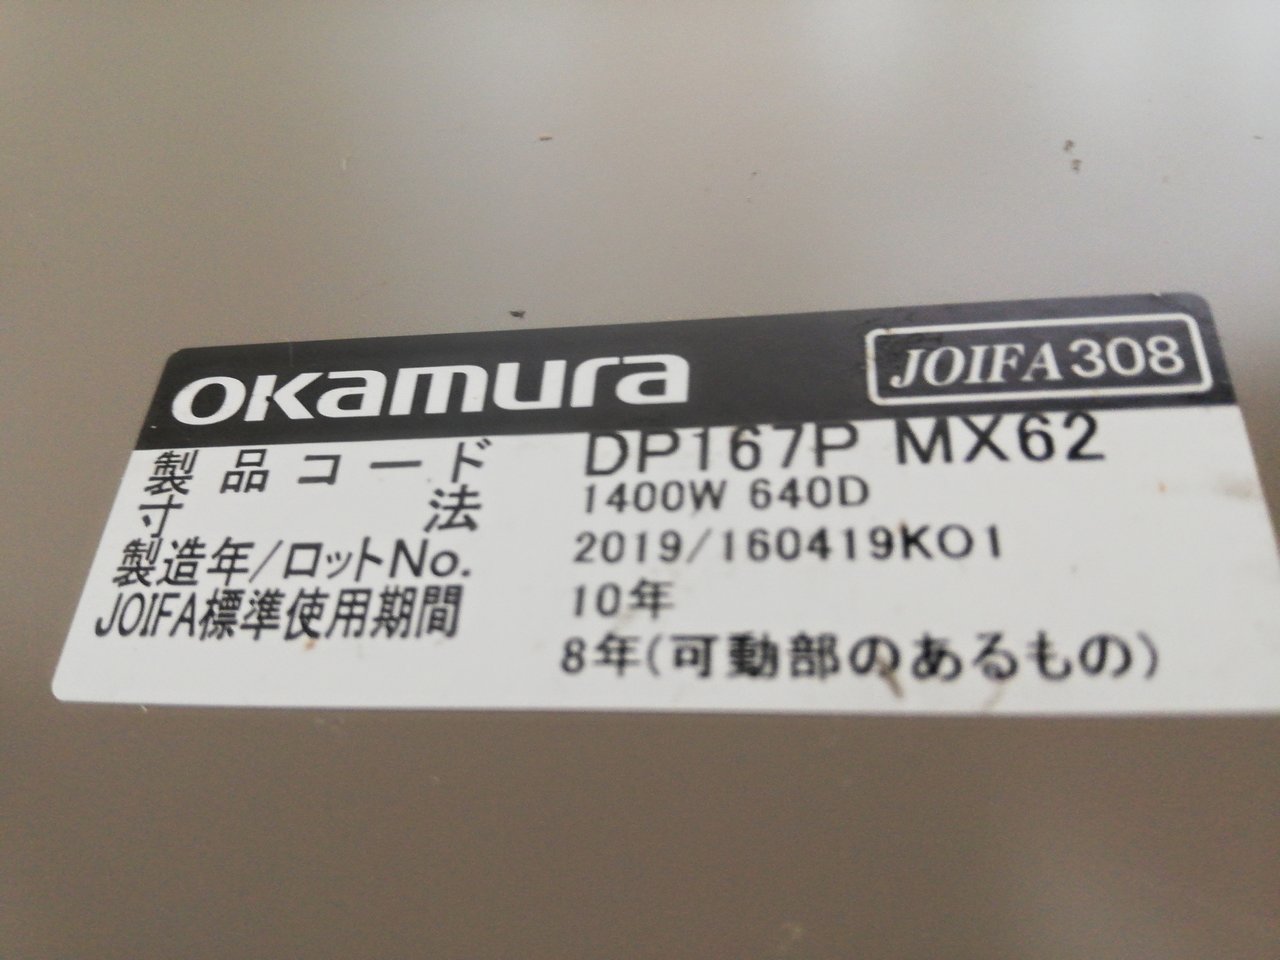 okamura JOIFA308
製品コード DP167P MX62
寸法 1400W 640D
製造年/ロットNo. 2019/160419K01
JOIFA標準使用期間 10年
8年(可動部のあるもの)